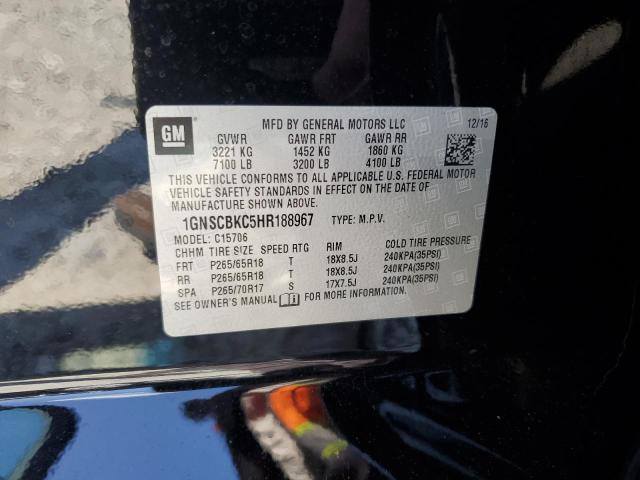 GM
MFD BY GENERAL MOTORS LLC 12/16
GVWR GAWR FRT GAWR RR
3221 KG 1452 KG 1860 KG
7100 LB 3200 LB 4100 LB
THIS VEHICLE CONFORMS TO ALL APPLICABLE U.S. FEDERAL MOTOR
VEHICLE SAFETY STANDARDS IN EFFECT ON THE DATE OF
MANUFACTURE SHOWN ABOVE.
1GNSCBKC5HR188967 TYPE: M.P.V.
MODEL: C15706
CHHM TIRE SIZE SPEED RTG RIM COLD TIRE PRESSURE
FRT P265/65R18 T 18X8.5J 240KPA(35PSI)
RR P265/65R18 T 18X8.5J 240KPA(35PSI)
SPA P265/70R17 S 17X7.5J 240KPA(35PSI)
SEE OWNER'S MANUAL FOR MORE INFORMATION.